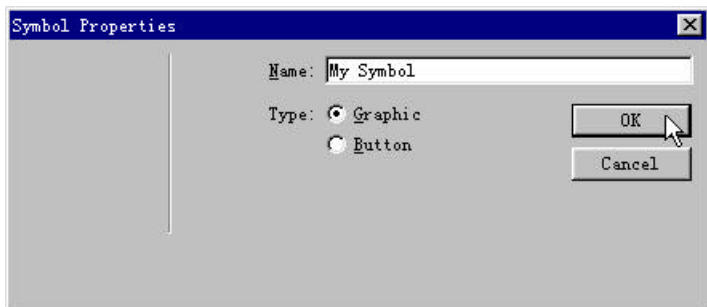 Symbol Properties
Name: My Symbol
Type: Graphic
Button
OK
Cancel